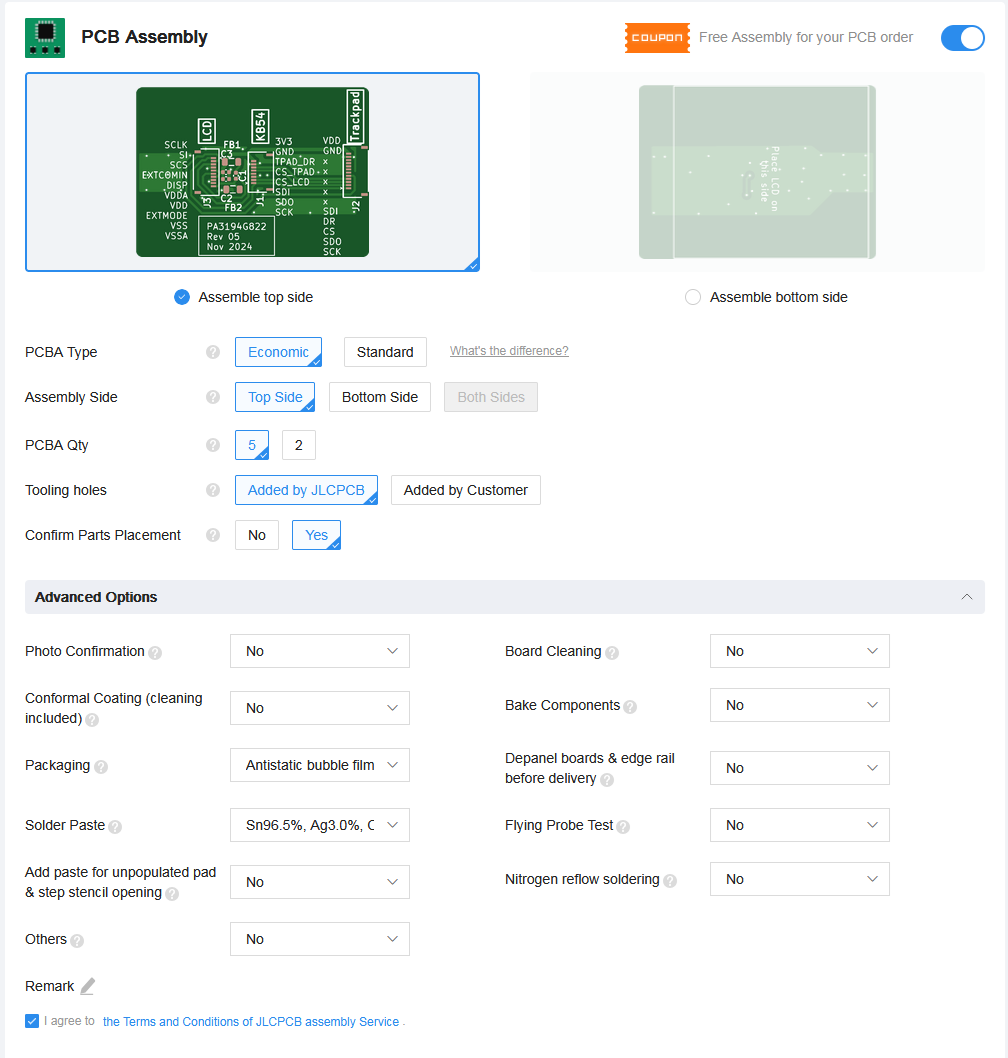 PCB Assembly
COUPON Free Assembly for your PCB order
LCD
KB54
Trackpad
SCLK
SI
SCS
EXTCOMIN
DISP
VDDA
VDD
EXTMODE
VSS
VSSA
FB1
C3
C1
C2
FB2
J3
J1
J2
3V3
GND
TPAD_DR
CS_TPAD
CS_LCD
SDI
SDO
SCK
VDD
GND
x
x
x
x
x
SDI
DR
CS
SDO
SCK
PA3194G822
Rev 05
Nov 2024
Place LCD on
this side
Assemble top side
Assemble bottom side
PCBA Type ? Economic Standard What's the difference?
Assembly Side ? Top Side Bottom Side Both Sides
PCBA Qty ? 5 2
Tooling holes ? Added by JLCPCB Added by Customer
Confirm Parts Placement ? No Yes
Advanced Options
Photo Confirmation ? No
Board Cleaning ? No
Conformal Coating (cleaning
included) ? No
Bake Components ? No
Packaging ? Antistatic bubble film
Depanel boards & edge rail
before delivery ? No
Solder Paste ? Sn96.5%, Ag3.0%, C
Flying Probe Test ? No
Add paste for unpopulated pad
& step stencil opening ? No
Nitrogen reflow soldering ? No
Others ? No
Remark
I agree to the Terms and Conditions of JLCPCB assembly Service .